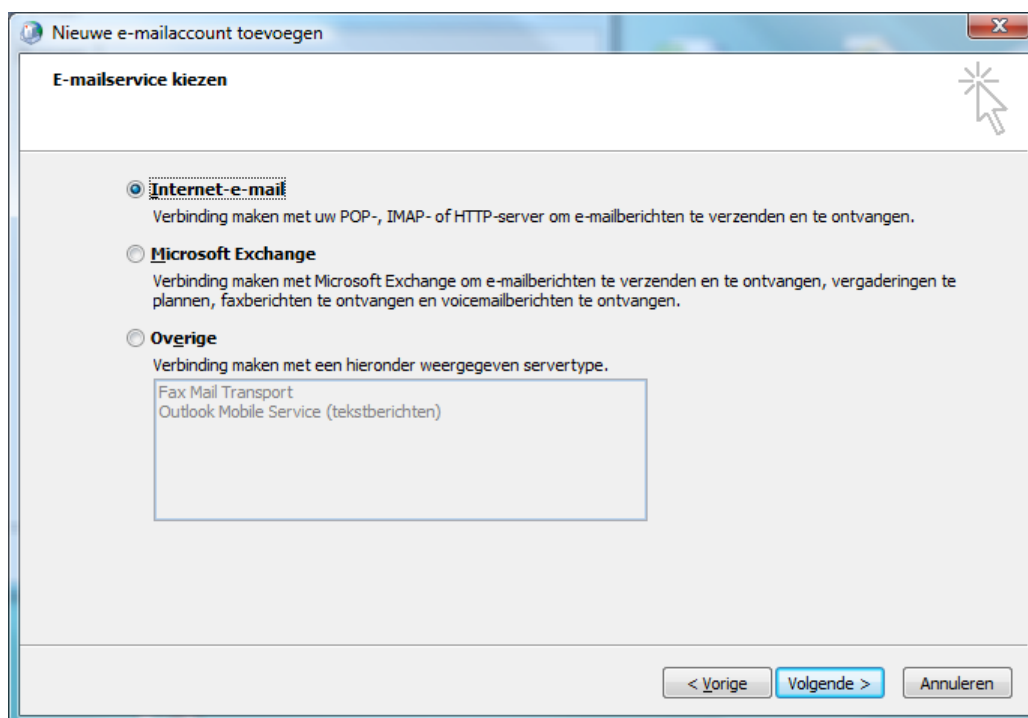 Nieuwe e-mailaccount toevoegen
E-mailservice kiezen
Internet-e-mail
Verbinding maken met uw POP-, IMAP- of HTTP-server om e-mailberichten te verzenden en te ontvangen.
Microsoft Exchange
Verbinding maken met Microsoft Exchange om e-mailberichten te verzenden en te ontvangen, vergaderingen te
plannen, faxberichten te ontvangen en voicemailberichten te ontvangen.
Overige
Verbinding maken met een hieronder weergegeven servertype.
Fax Mail Transport
Outlook Mobile Service (tekstberichten)
< Vorige Volgende > Annuleren